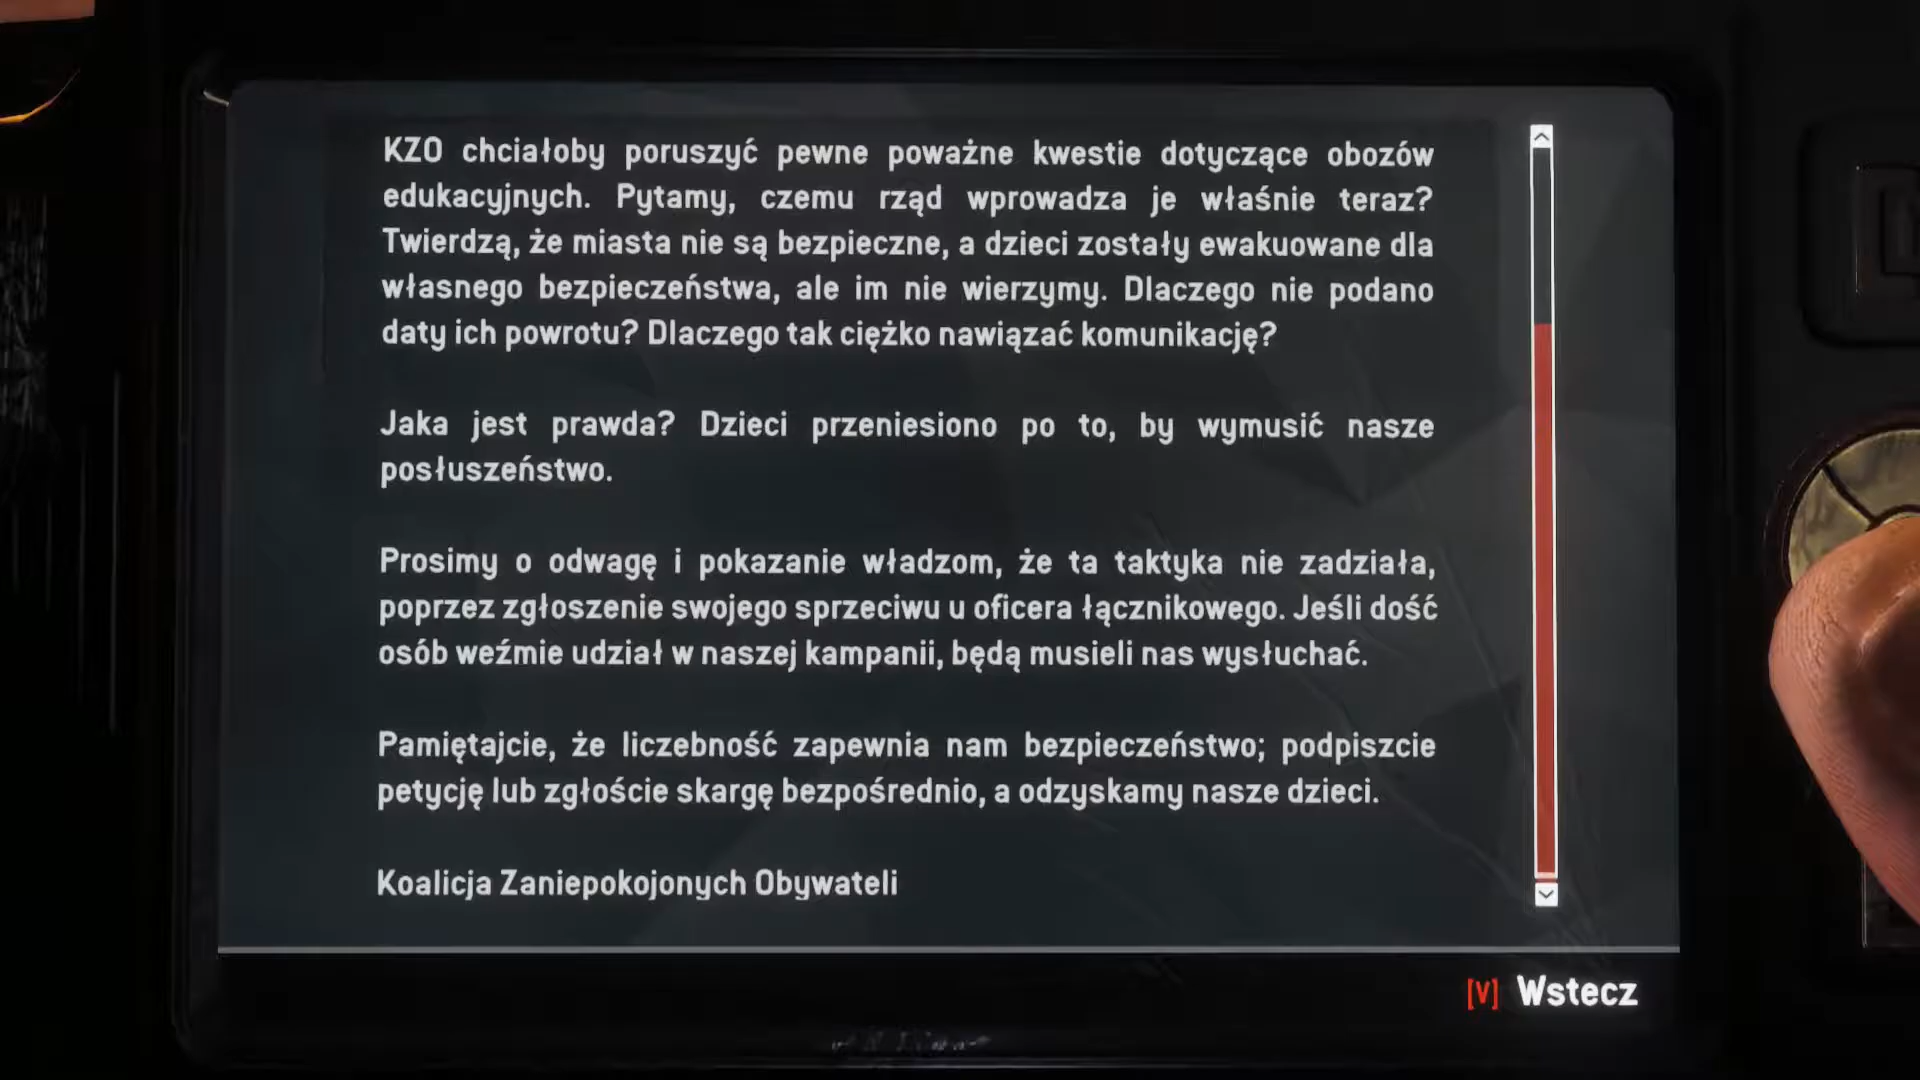 KZO chciałoby poruszyć pewne poważne kwestie dotyczące obozów
edukacyjnych. Pytamy, czemu rząd wprowadza je właśnie teraz?
Twierdzą, że miasta nie są bezpieczne, a dzieci zostały ewakuowane dla
własnego bezpieczeństwa, ale im nie wierzymy. Dlaczego nie podano
daty ich powrotu? Dlaczego tak ciężko nawiązać komunikację?
Jaka jest prawda? Dzieci przeniesiono po to, by wymusić nasze
posłuszeństwo.
Prosimy o odwagę i pokazanie władzom, że ta taktyka nie zadziała,
poprzez zgłoszenie swojego sprzeciwu u oficera łącznikowego. Jeśli dość
osób weźmie udział w naszej kampanii, będą musieli nas wysłuchać.
Pamiętajcie, że liczebność zapewnia nam bezpieczeństwo; podpiszcie
petycję lub zgłoście skargę bezpośrednio, a odzyskamy nasze dzieci.
Koalicja Zaniepokojonych Obywateli
[V] Wstecz